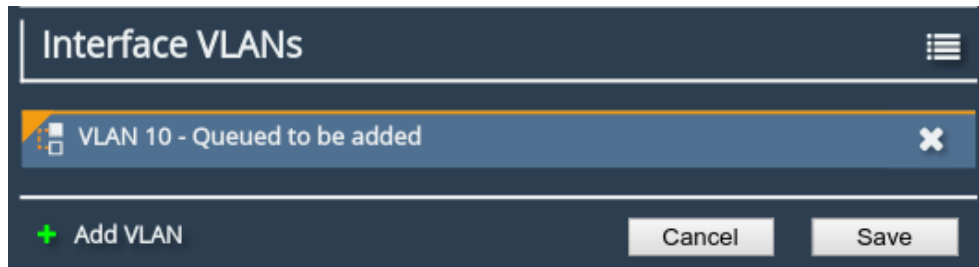 Interface VLANs
VLAN 10 - Queued to be added
Add VLAN
Cancel
Save